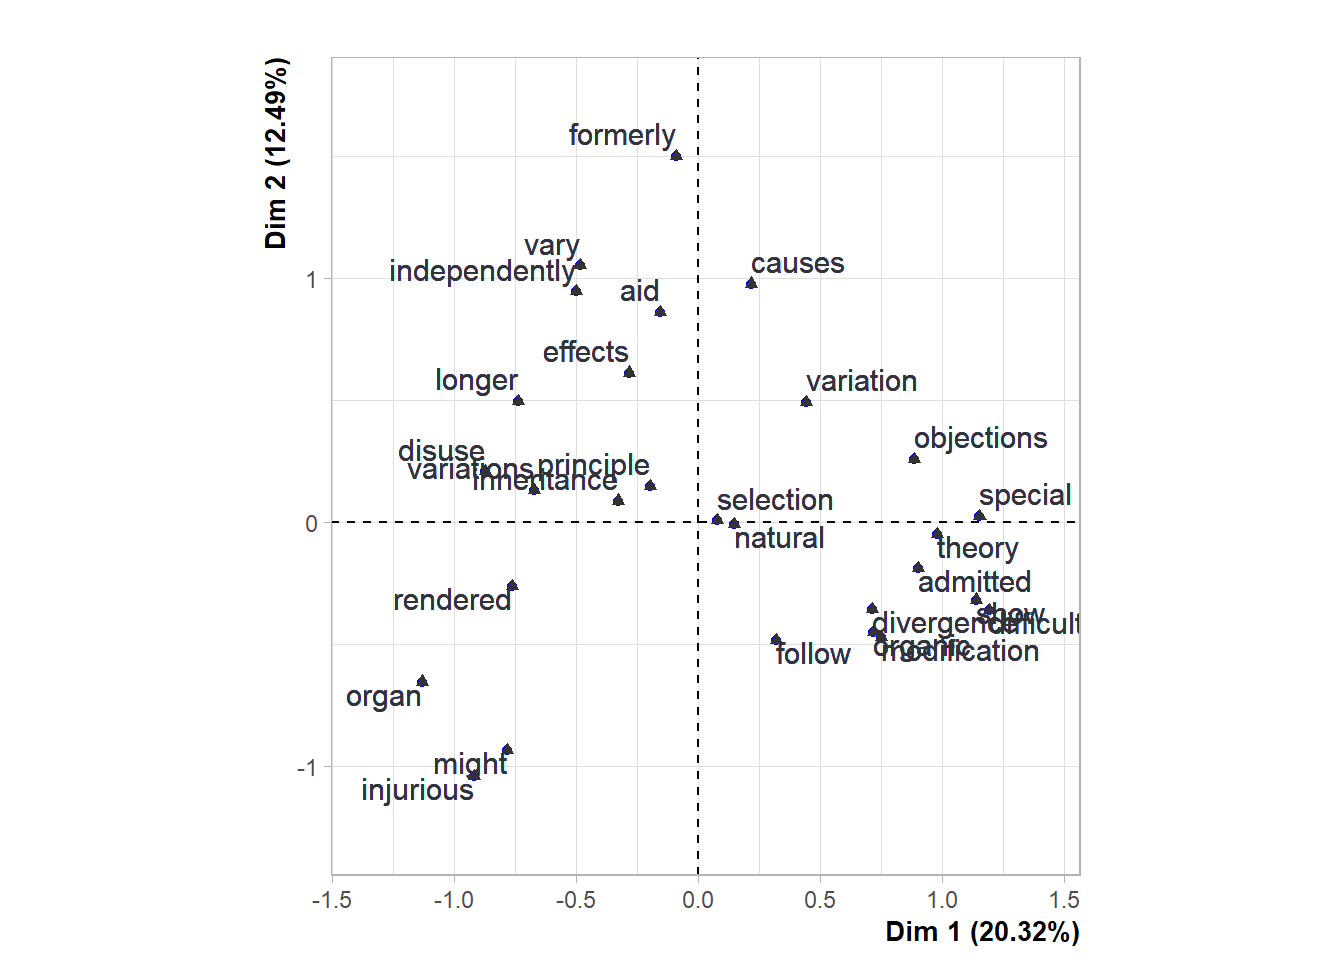 Dim 2 (12.49%)
formerly
vary
causes
independently
aid
effects
longer
variation
objections
disuse
variations
principle
inheritance
special
selection
natural
theory
admitted
rendered
show
difficult
divergence
organic
modification
follow
organ
might
injurious
1
0
-1
-1.5
-1.0
-0.5
0.0
0.5
1.0
1.5
Dim 1 (20.32%)